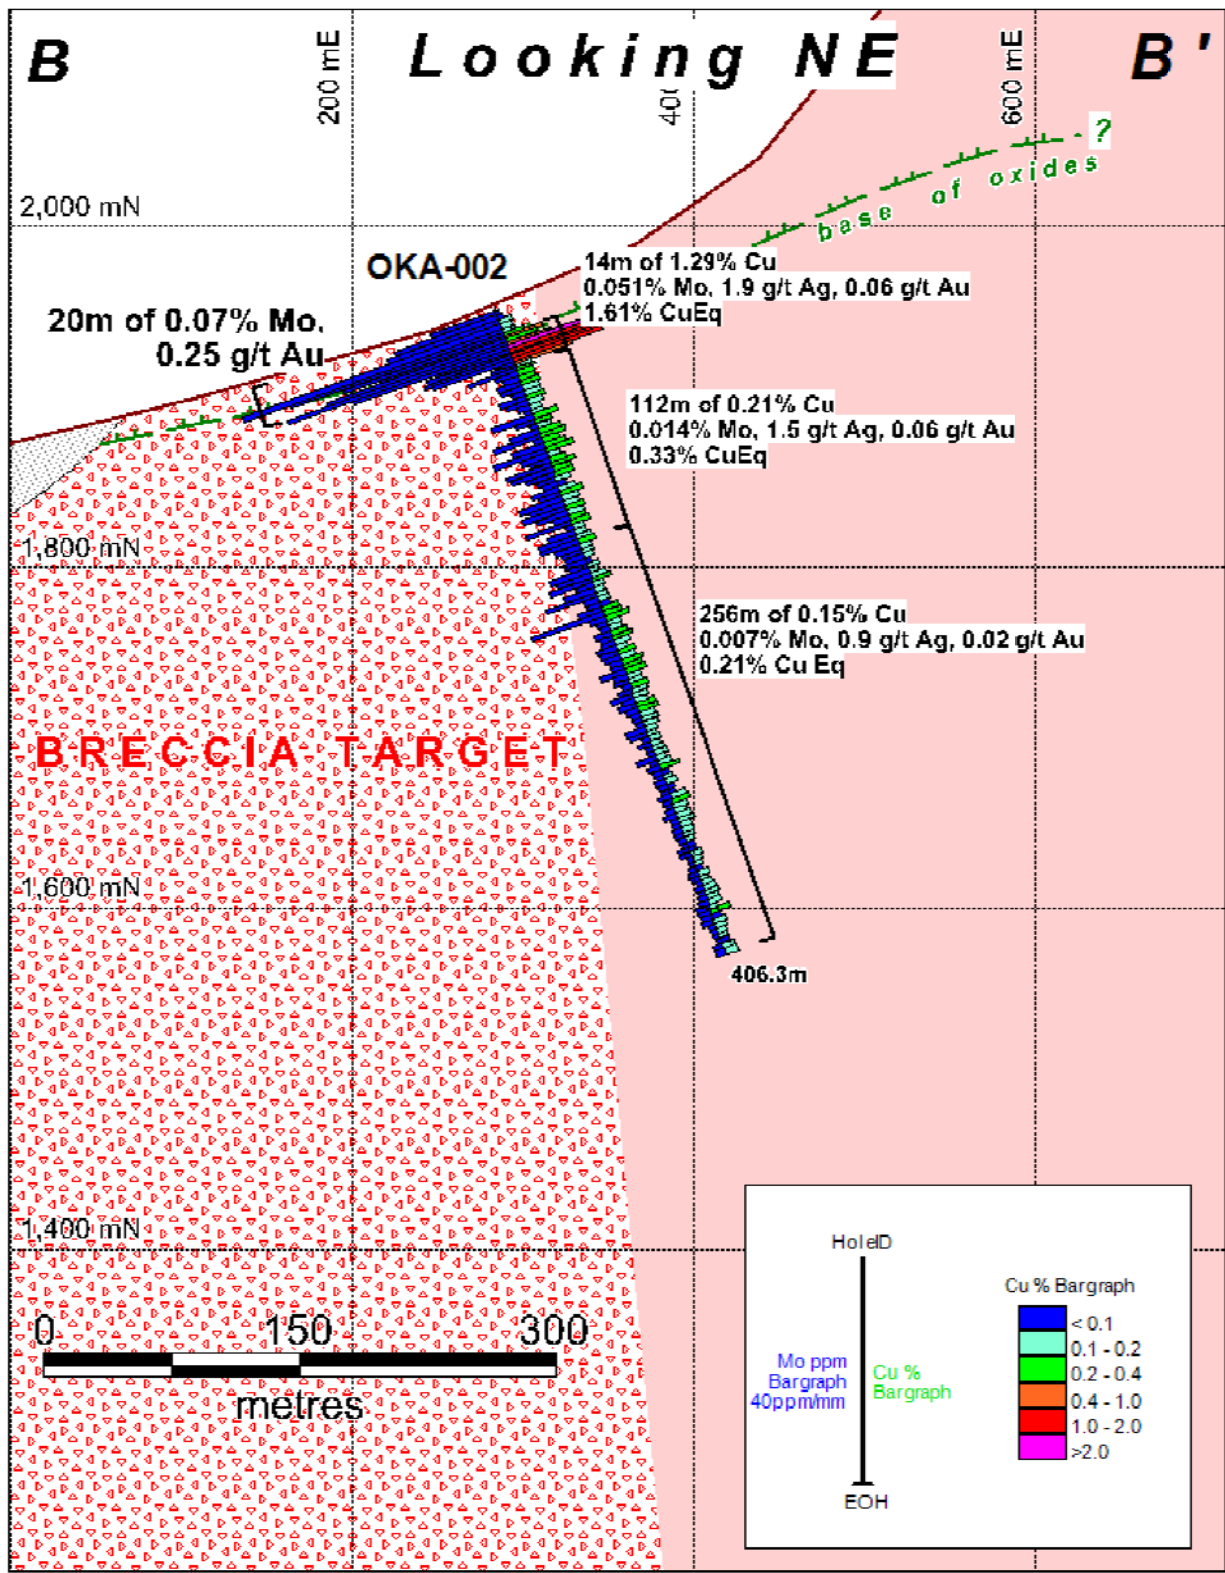 B Looking NE B'
200 mE
400
600 mE
?
base of oxides
2,000 mN
OKA-002
14m of 1.29% Cu
0.051% Mo, 1.9 g/t Ag, 0.06 g/t Au
1.61% CuEq
20m of 0.07% Mo,
0.25 g/t Au
112m of 0.21% Cu
0.014% Mo, 1.5 g/t Ag, 0.06 g/t Au
0.33% CuEq
1,800 mN
256m of 0.15% Cu
0.007% Mo, 0.9 g/t Ag, 0.02 g/t Au
0.21% Cu Eq
BRECCIA TARGET
1,600 mN
406.3m
1,400 mN
0 150 300
metres
HoleID
Mo ppm
Bargraph
40ppm/mm
Cu %
Bargraph
EOH
Cu % Bargraph
< 0.1
0.1 - 0.2
0.2 - 0.4
0.4 - 1.0
1.0 - 2.0
>2.0